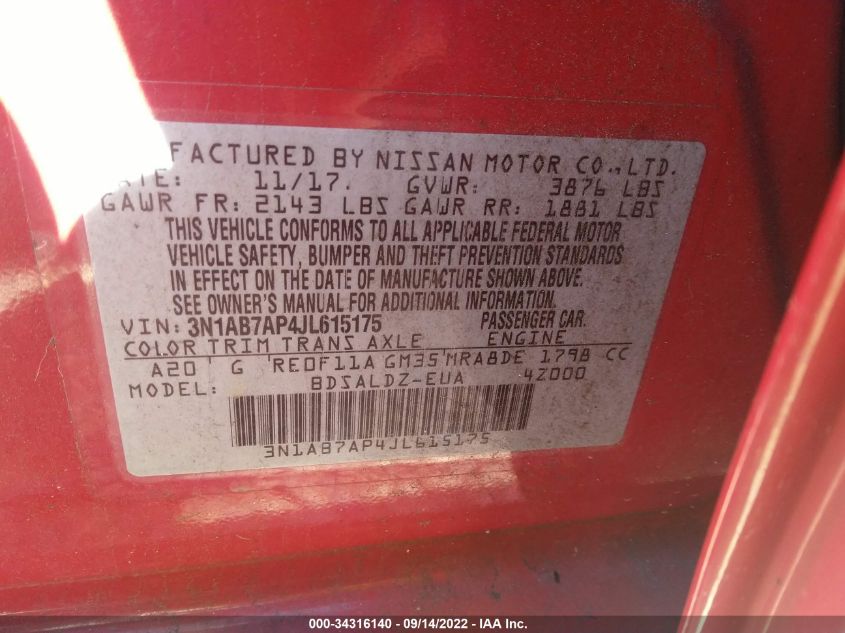 FACTURED BY NISSAN MOTOR CO., LTD.
ATE: 11/17. GVWR: 3876 LBS
GAWR FR: 2143 LBS GAWR RR: 1881 LBS
THIS VEHICLE CONFORMS TO ALL APPLICABLE FEDERAL MOTOR
VEHICLE SAFETY, BUMPER AND THEFT PREVENTION STANDARDS
IN EFFECT ON THE DATE OF MANUFACTURE SHOWN ABOVE.
SEE OWNER'S MANUAL FOR ADDITIONAL INFORMATION.
VIN: 3N1AB7AP4JL615175 PASSENGER CAR.
COLOR TRIM TRANS AXLE ENGINE
A20 G RE0F11A GM35 MRA8DE 1798 CC
MODEL: BDSALDZ-EUA 4Z000
3N1AB7AP4JL615175
000-34316140 - 09/14/2022 - IAA Inc.